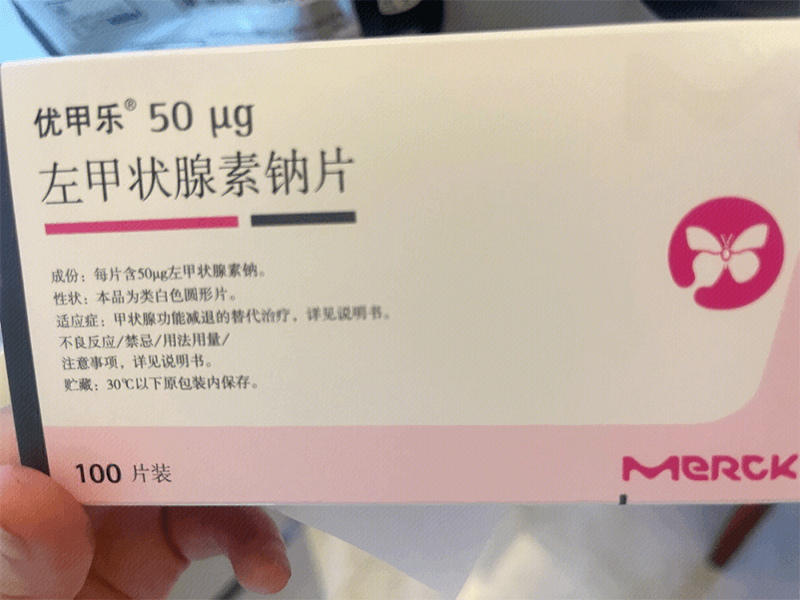 优甲乐® 50 μg
左甲状腺素钠片
成份：每片含50μg左甲状腺素钠。
性状：本品为类白色圆形片。
适应症：甲状腺功能减退的替代治疗，详见说明书。
不良反应/禁忌/用法用量/
注意事项，详见说明书。
贮藏：30℃以下原包装内保存。
100 片装
MERCK